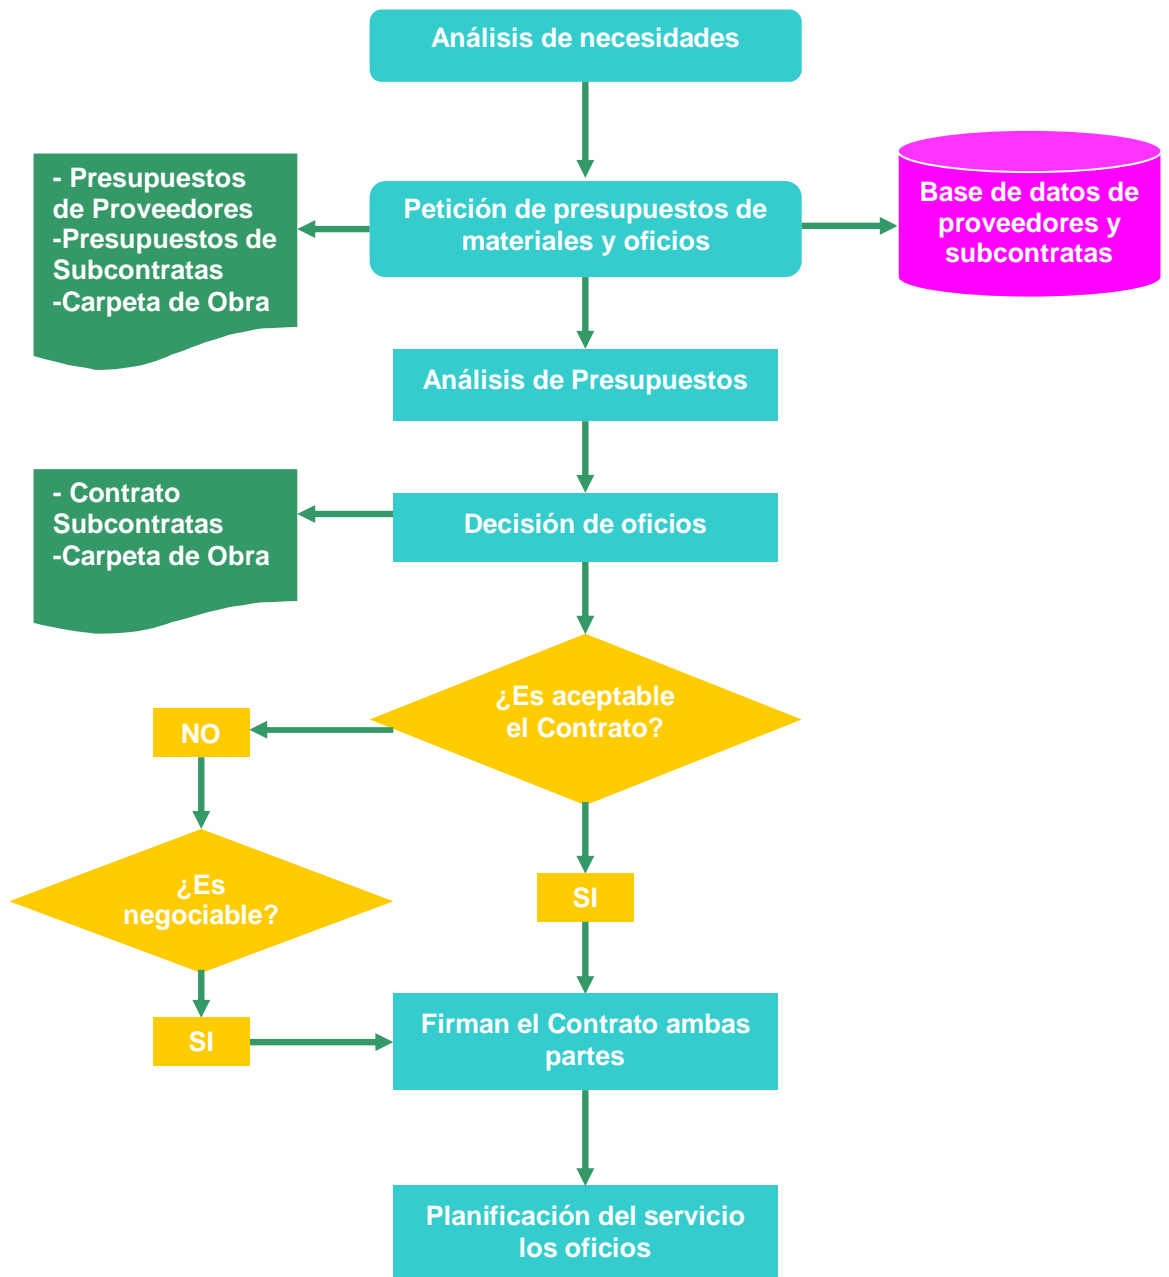 Análisis de necesidades
- Presupuestos
de Proveedores
-Presupuestos de
Subcontratas
-Carpeta de Obra
Petición de presupuestos de
materiales y oficios
Base de datos de
proveedores y
subcontratas
Análisis de Presupuestos
- Contrato
Subcontratas
-Carpeta de Obra
Decisión de oficios
¿Es aceptable
el Contrato?
NO
¿Es
negociable?
SI
SI
Firman el Contrato ambas
partes
Planificación del servicio
los oficios